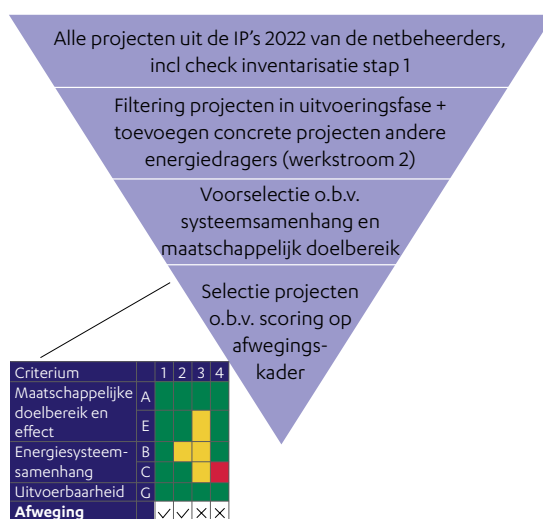 Alle projecten uit de IP's 2022 van de netbeheerders,
incl check inventarisatie stap 1
Filtering projecten in uitvoeringsfase +
toevoegen concrete projecten andere
energiedragers (werkstroom 2)
Voorselectie o.b.v.
systeemsamenhang en
maatschappelijk doelbereik
Selectie projecten
o.b.v. scoring op
afwegings-
kader
Criterium 1 2 3 4
Maatschappelijke A
doelbereik en
effect E
Energiesysteem- B
samenhang C
Uitvoerbaarheid G
Afweging ✓ ✓ × ×